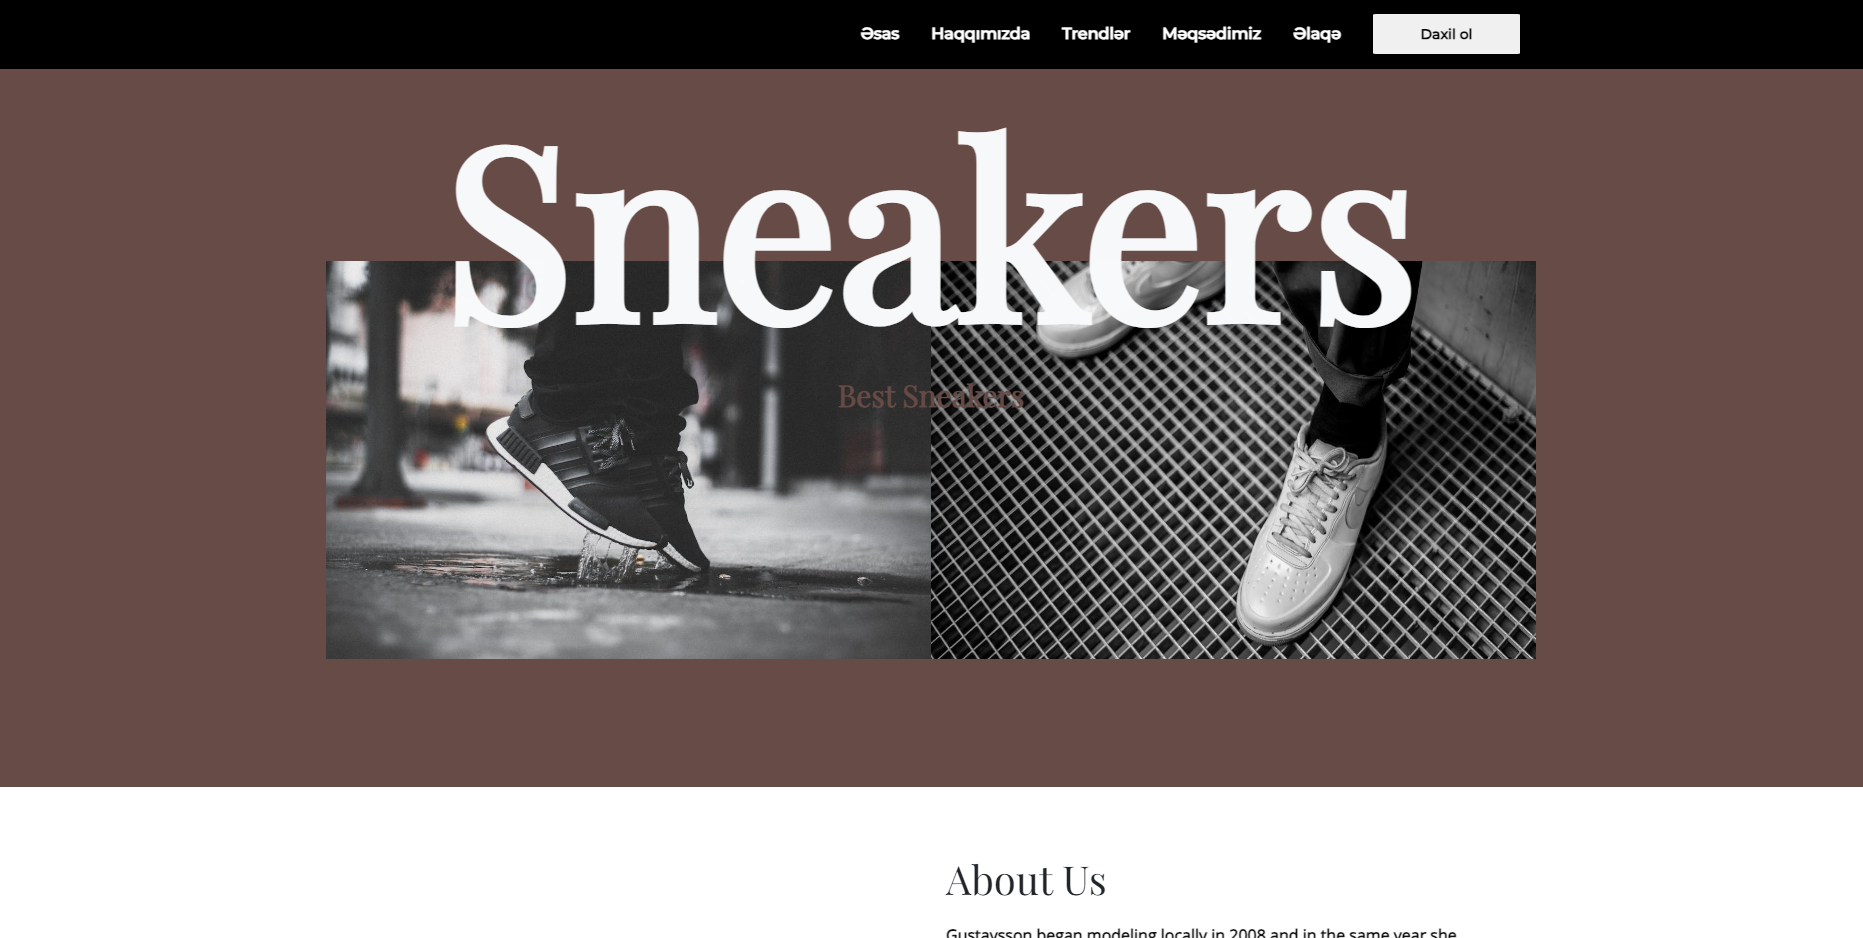 Əsas Haqqımızda Trendlər Məqsədimiz Əlaqə Daxil ol
Sneakers
Best Sneakers
About Us
Gustavsson began modeling locally in 2008 and in the same year she